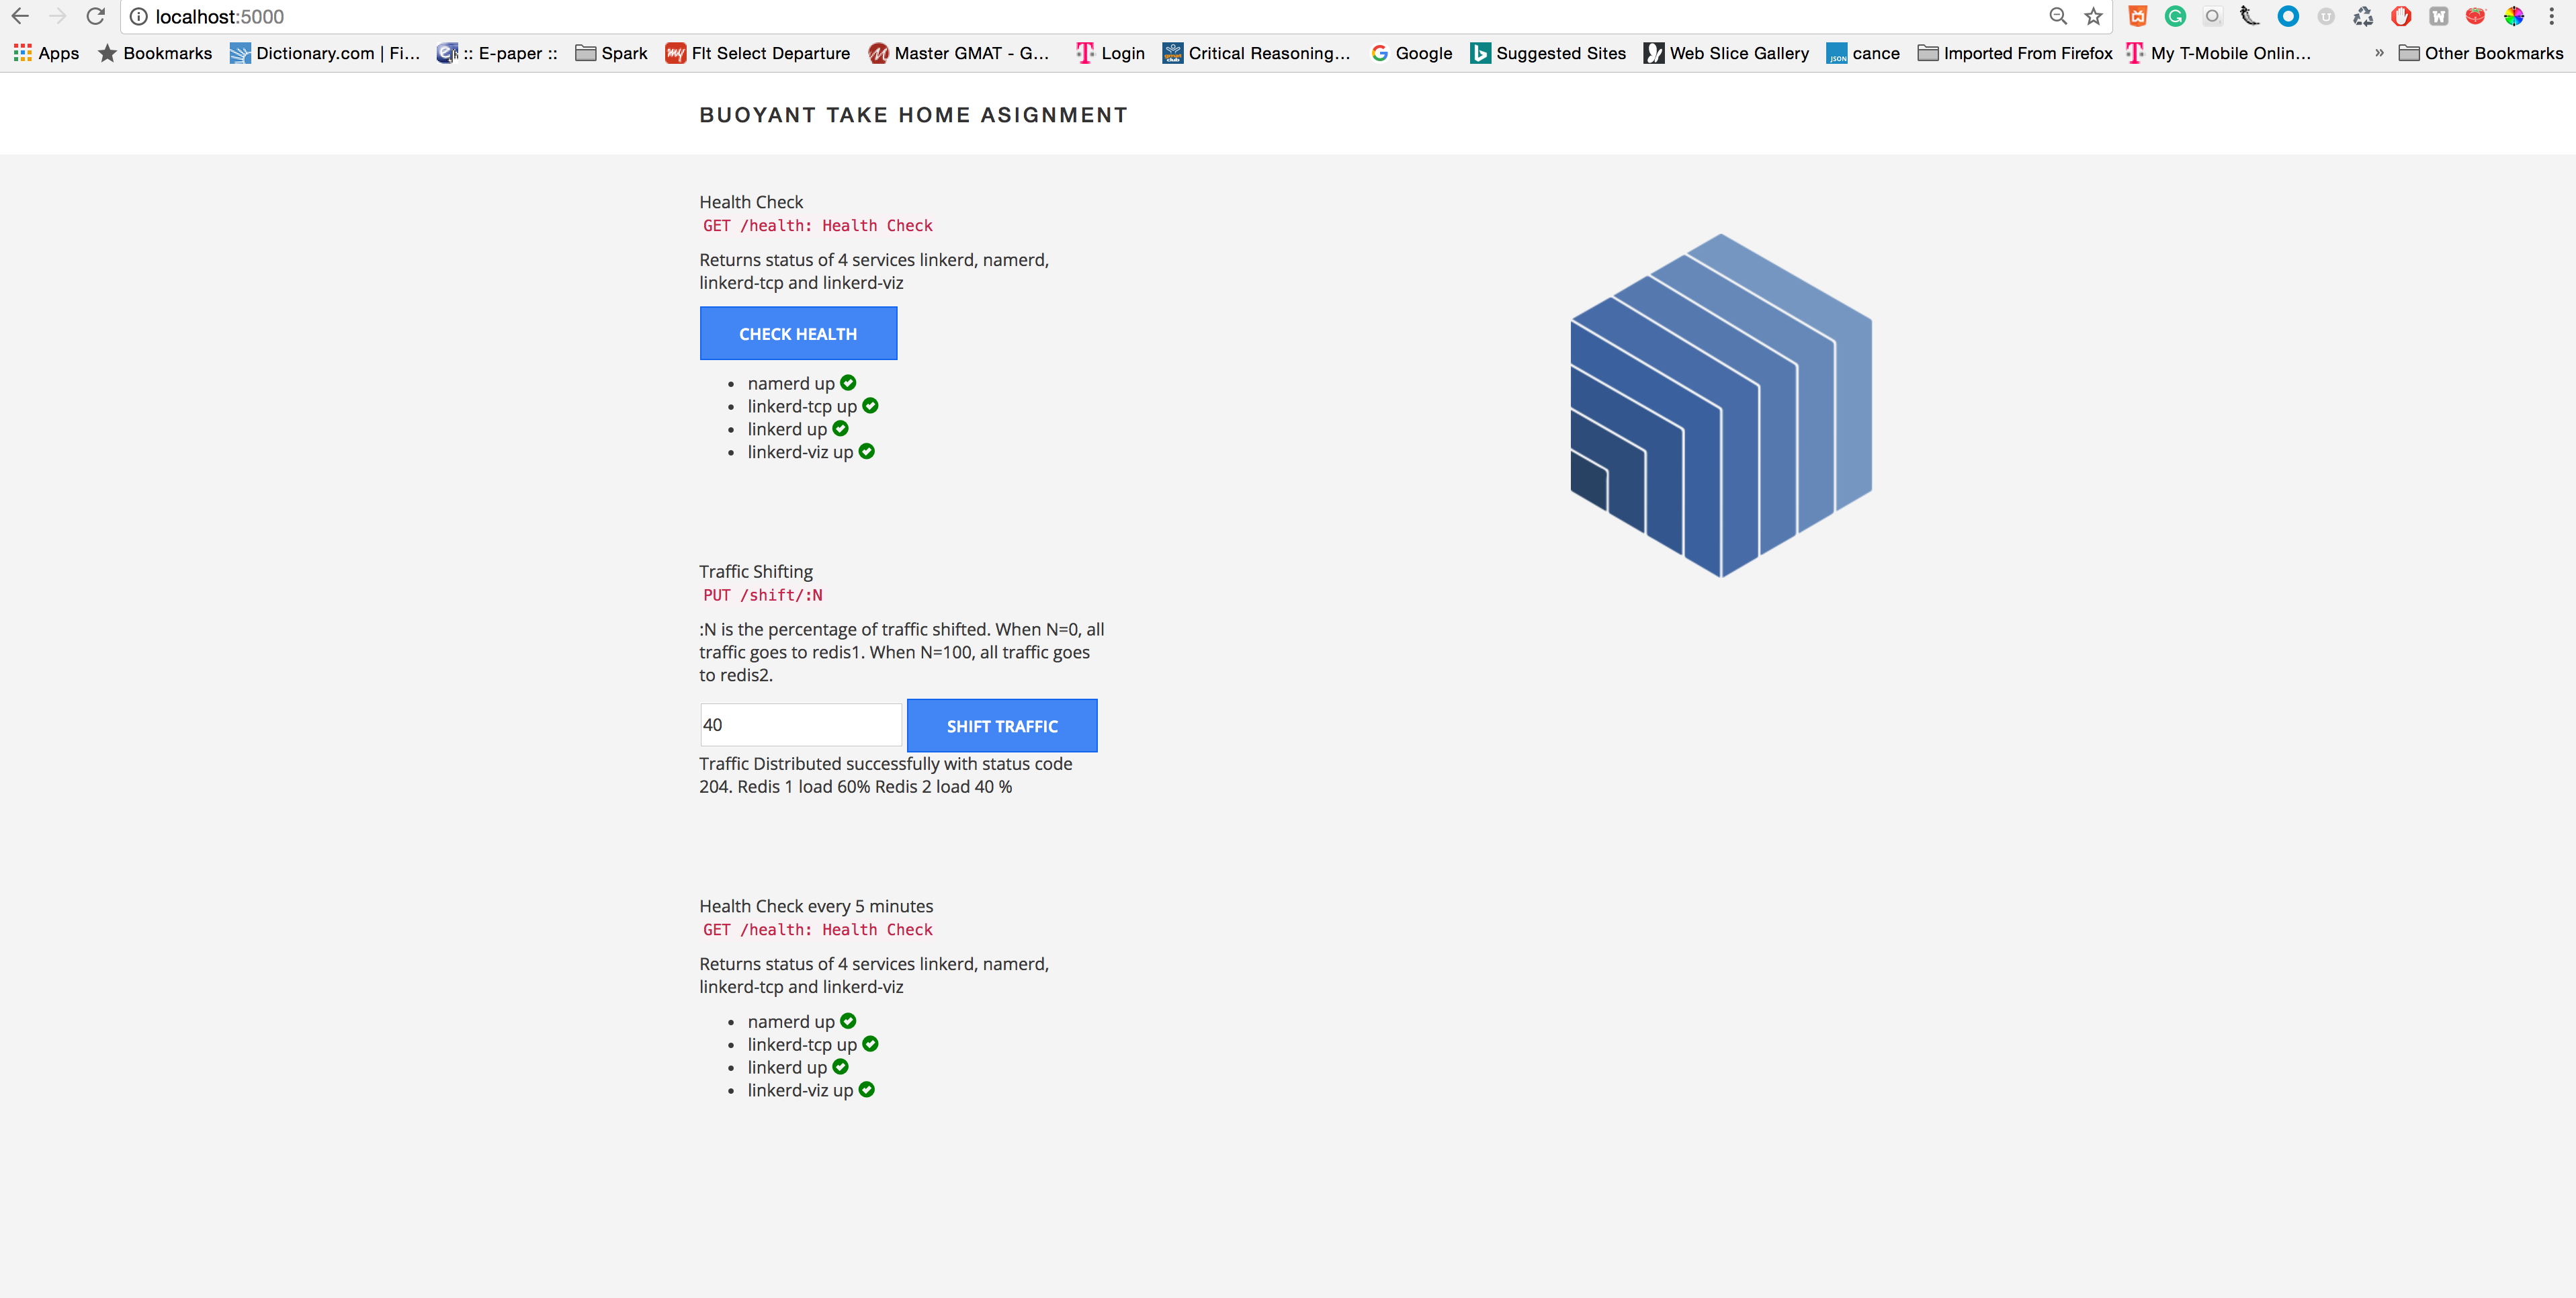 localhost:5000
Apps Bookmarks Dictionary.com | Fi... :: E-paper :: Spark Flt Select Departure Master GMAT - G... Login Critical Reasoning... Google Suggested Sites Web Slice Gallery cance Imported From Firefox My T-Mobile Onlin... » Other Bookmarks
BUOYANT TAKE HOME ASIGNMENT
Health Check
GET /health: Health Check
Returns status of 4 services linkerd, namerd,
linkerd-tcp and linkerd-viz
CHECK HEALTH
namerd up
linkerd-tcp up
linkerd up
linkerd-viz up
Traffic Shifting
PUT /shift/:N
:N is the percentage of traffic shifted. When N=0, all
traffic goes to redis1. When N=100, all traffic goes
to redis2.
40 SHIFT TRAFFIC
Traffic Distributed successfully with status code
204. Redis 1 load 60% Redis 2 load 40 %
Health Check every 5 minutes
GET /health: Health Check
Returns status of 4 services linkerd, namerd,
linkerd-tcp and linkerd-viz
namerd up
linkerd-tcp up
linkerd up
linkerd-viz up